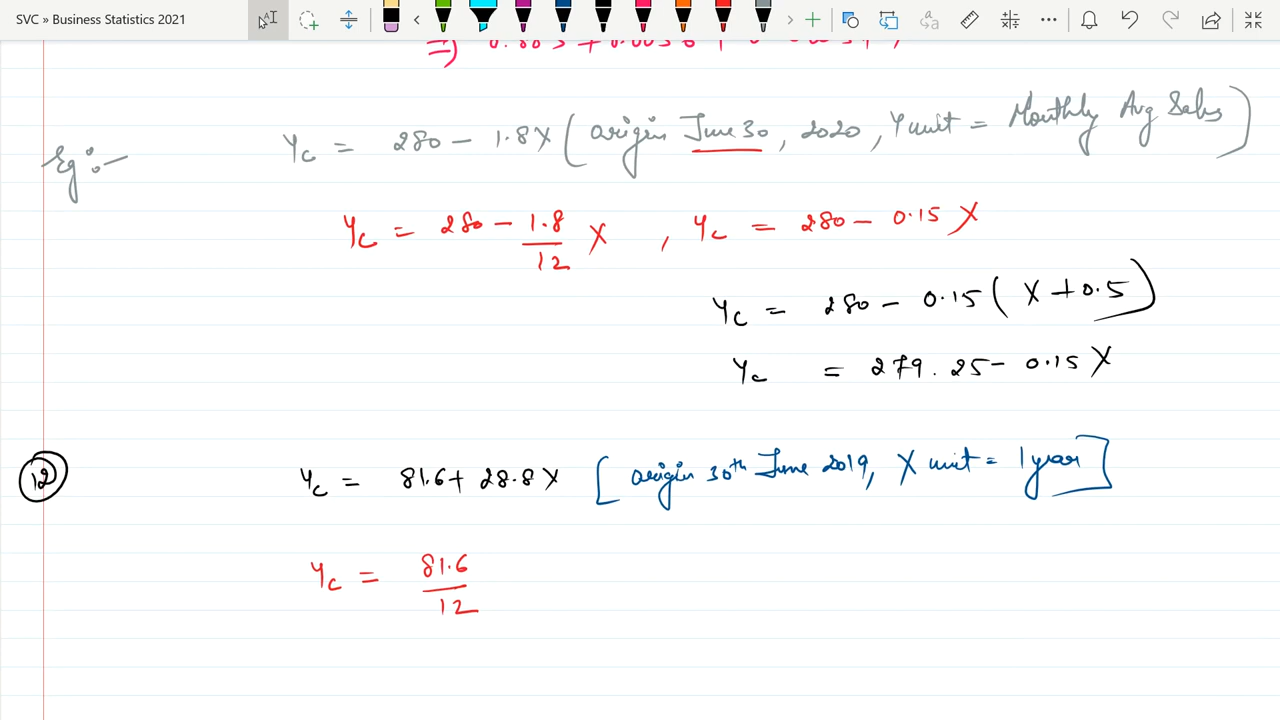 SVC » Business Statistics 2021
Eg:- Yc = 280 - 1.8X (origin June 30, 2020, Y unit = Monthly Avg Sales)
Yc = 280 - 1.8/12 X , Yc = 280 - 0.15 X
Yc = 280 - 0.15 ( X + 0.5 )
Yc = 279.25 - 0.15 X
12 Yc = 81.6 + 28.8 X [origin 30th June 2019, X unit = 1 year]
Yc = 81.6/12